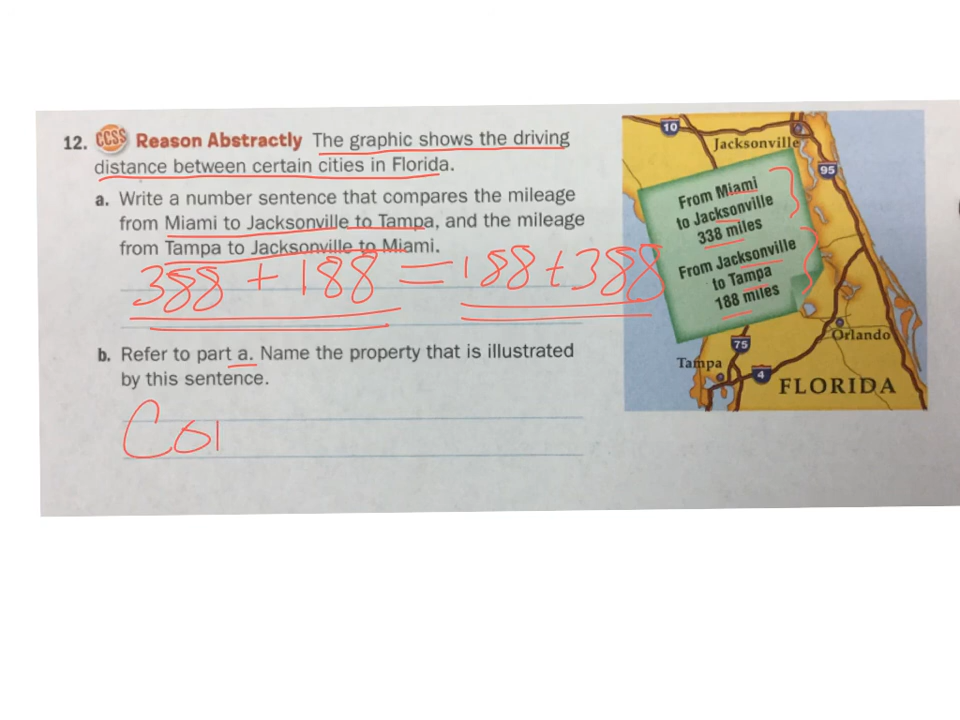 12. CCSS Reason Abstractly The graphic shows the driving
distance between certain cities in Florida.
a. Write a number sentence that compares the mileage
from Miami to Jacksonville to Tampa, and the mileage
from Tampa to Jacksonville to Miami.
388 + 188 = 188 + 388
b. Refer to part a. Name the property that is illustrated
by this sentence.
Co
10
Jacksonville
95
From Miami
to Jacksonville
338 miles
From Jacksonville
to Tampa
188 miles
Orlando
75
Tampa
4
FLORIDA